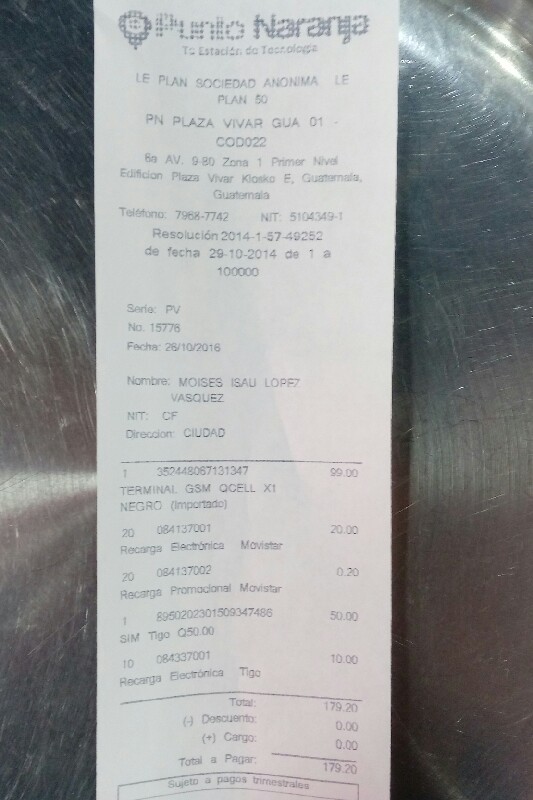 Punto Naranja
Tu Estación de Tecnología
LE PLAN SOCIEDAD ANONIMA LE
PLAN 50
PN PLAZA VIVAR GUA 01 -
COD022
6a AV. 9-80 Zona 1 Primer Nivel
Edificion Plaza Vivar Kiosko E, Guatemala,
Guatemala
Teléfono: 7968-7742 NIT: 5104349-1
Resolución 2014-1-57-49252
de fecha 29-10-2014 de 1 a
100000
Serie: PV
No. 15778
Fecha: 26/10/2016
Nombre: MOISES ISAU LOPEZ
VASQUEZ
NIT: CF
Direccion: CIUDAD
1 352448067131347 99.00
TERMINAL GSM QCELL X1
NEGRO (Importado)
20 084137001 20.00
Recarga Electrónica Movistar
20 084137002 0.20
Recarga Promocional Movistar
1 8950202301509347486 50.00
SIM Tigo Q50.00
10 084337001 10.00
Recarga Electrónica Tigo
Total: 179.20
(-) Descuento: 0.00
(+) Cargo: 0.00
Total a Pagar: 179.20
Sujeto a pagos trimestrales